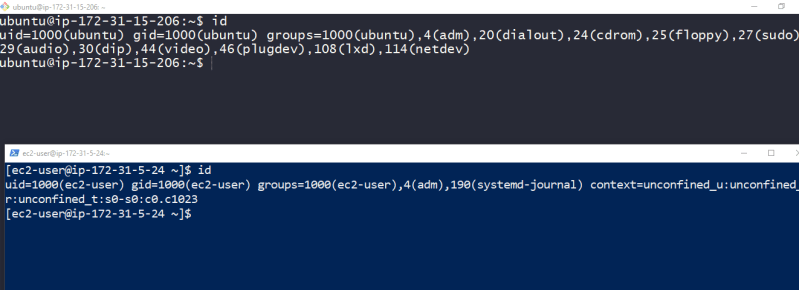 ubuntu@ip-172-31-15-206: ~
ubuntu@ip-172-31-15-206:~$ id
uid=1000(ubuntu) gid=1000(ubuntu) groups=1000(ubuntu),4(adm),20(dialout),24(cdrom),25(floppy),27(sudo)
29(audio),30(dip),44(video),46(plugdev),108(lxd),114(netdev)
ubuntu@ip-172-31-15-206:~$
ec2-user@ip-172-31-5-24:~
[ec2-user@ip-172-31-5-24 ~]$ id
uid=1000(ec2-user) gid=1000(ec2-user) groups=1000(ec2-user),4(adm),190(systemd-journal) context=unconfined_u:unconfined_
r:unconfined_t:s0-s0:c0.c1023
[ec2-user@ip-172-31-5-24 ~]$